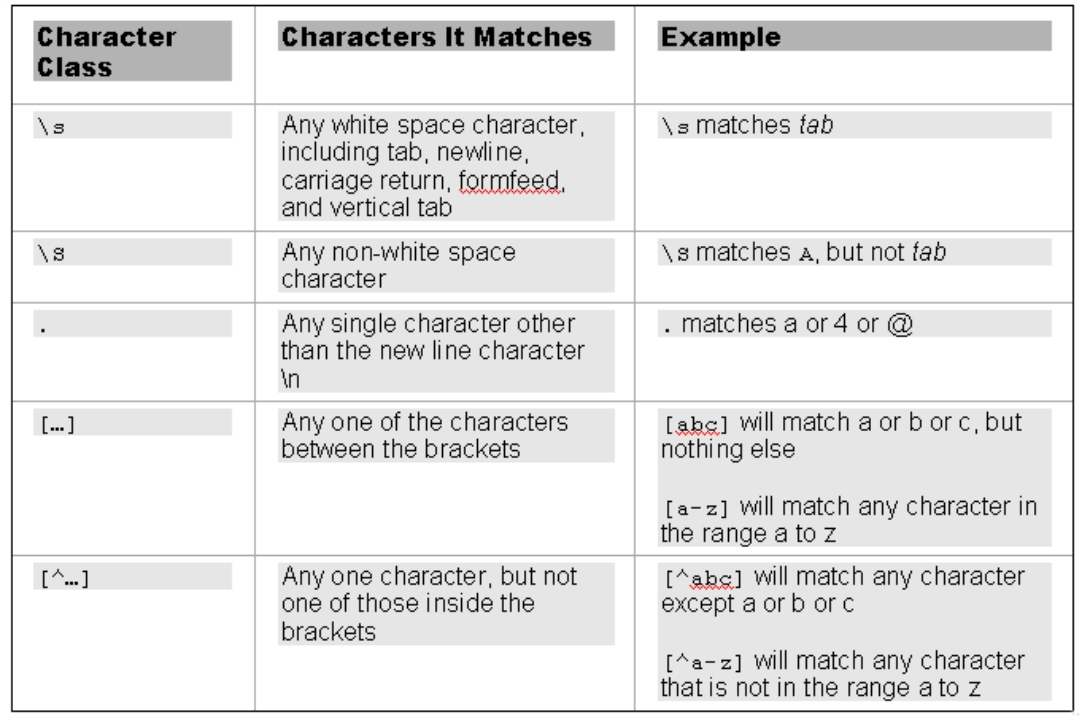 Character
Class
Characters It Matches
Example
\s
Any white space character,
including tab, newline,
carriage return, formfeed,
and vertical tab
\s matches tab
\S
Any non-white space
character
\S matches A, but not tab
.
Any single character other
than the new line character
\n
. matches a or 4 or @
[…]
Any one of the characters
between the brackets
[abc] will match a or b or c, but
nothing else
[a-z] will match any character in
the range a to z
[^…]
Any one character, but not
one of those inside the
brackets
[^abc] will match any character
except a or b or c
[^a-z] will match any character
that is not in the range a to z